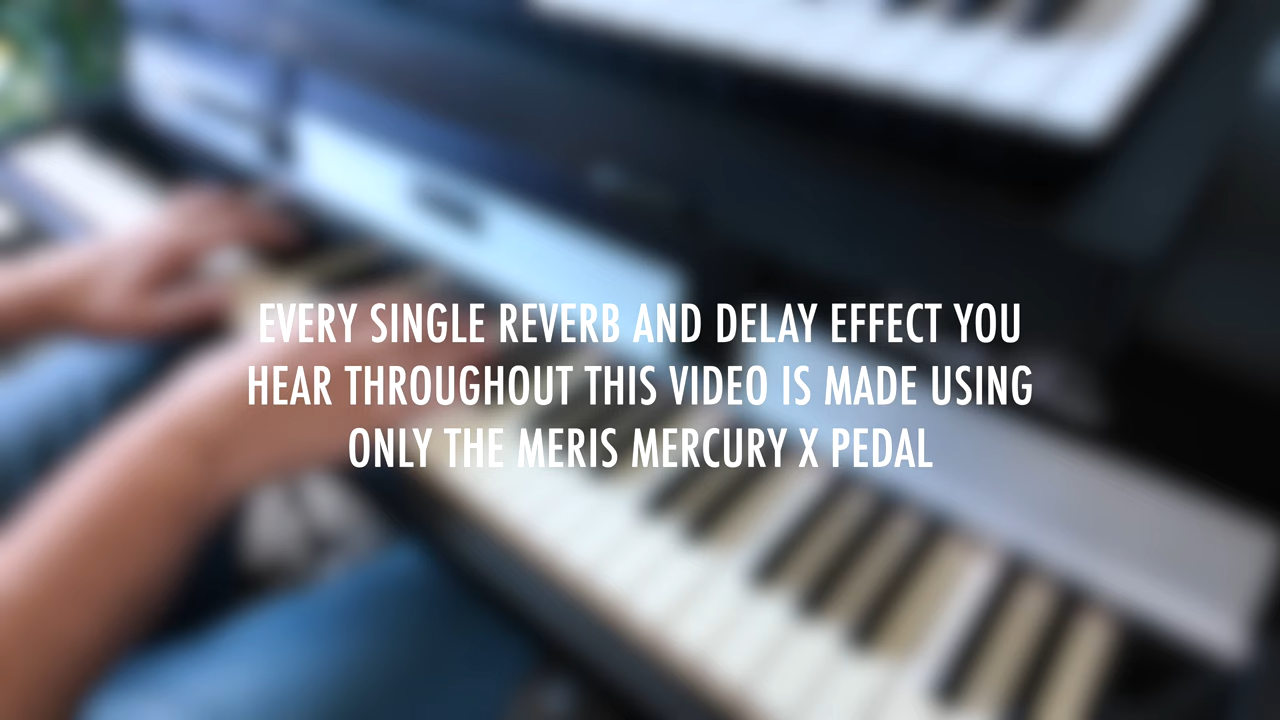 EVERY SINGLE REVERB AND DELAY EFFECT YOU
HEAR THROUGHOUT THIS VIDEO IS MADE USING
ONLY THE MERIS MERCURY X PEDAL